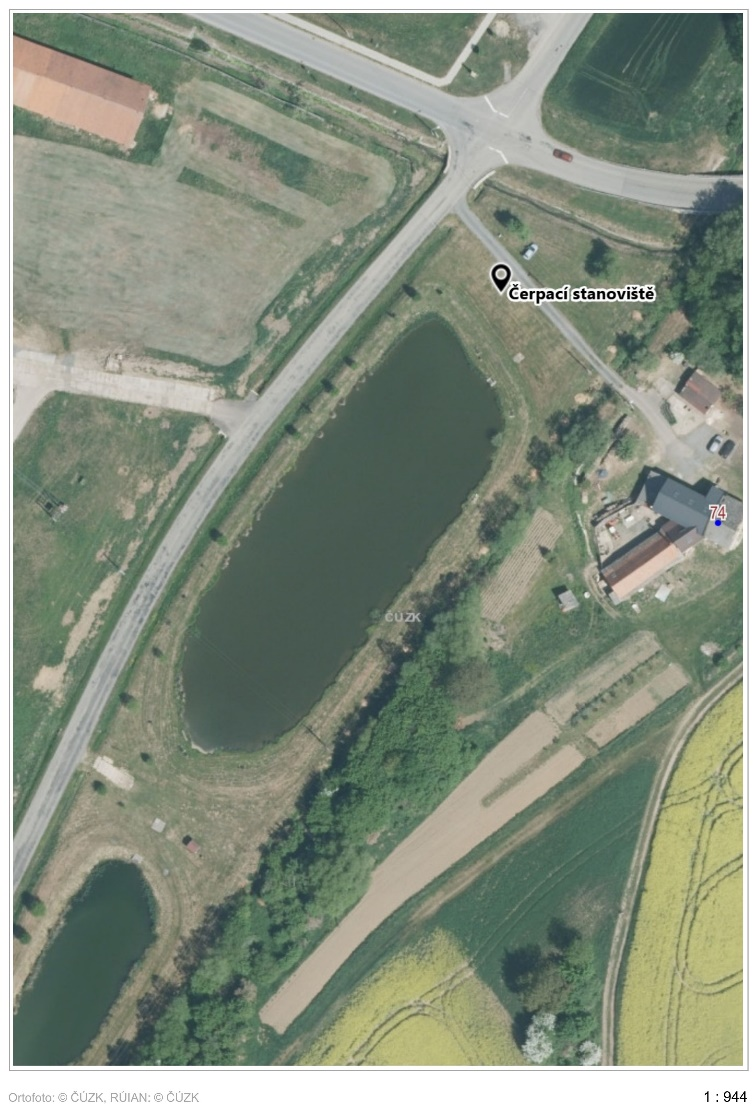 Čerpací stanoviště
74
ČÚZK
Ortofoto: © ČÚZK, RÚIAN: © ČÚZK
1 : 944